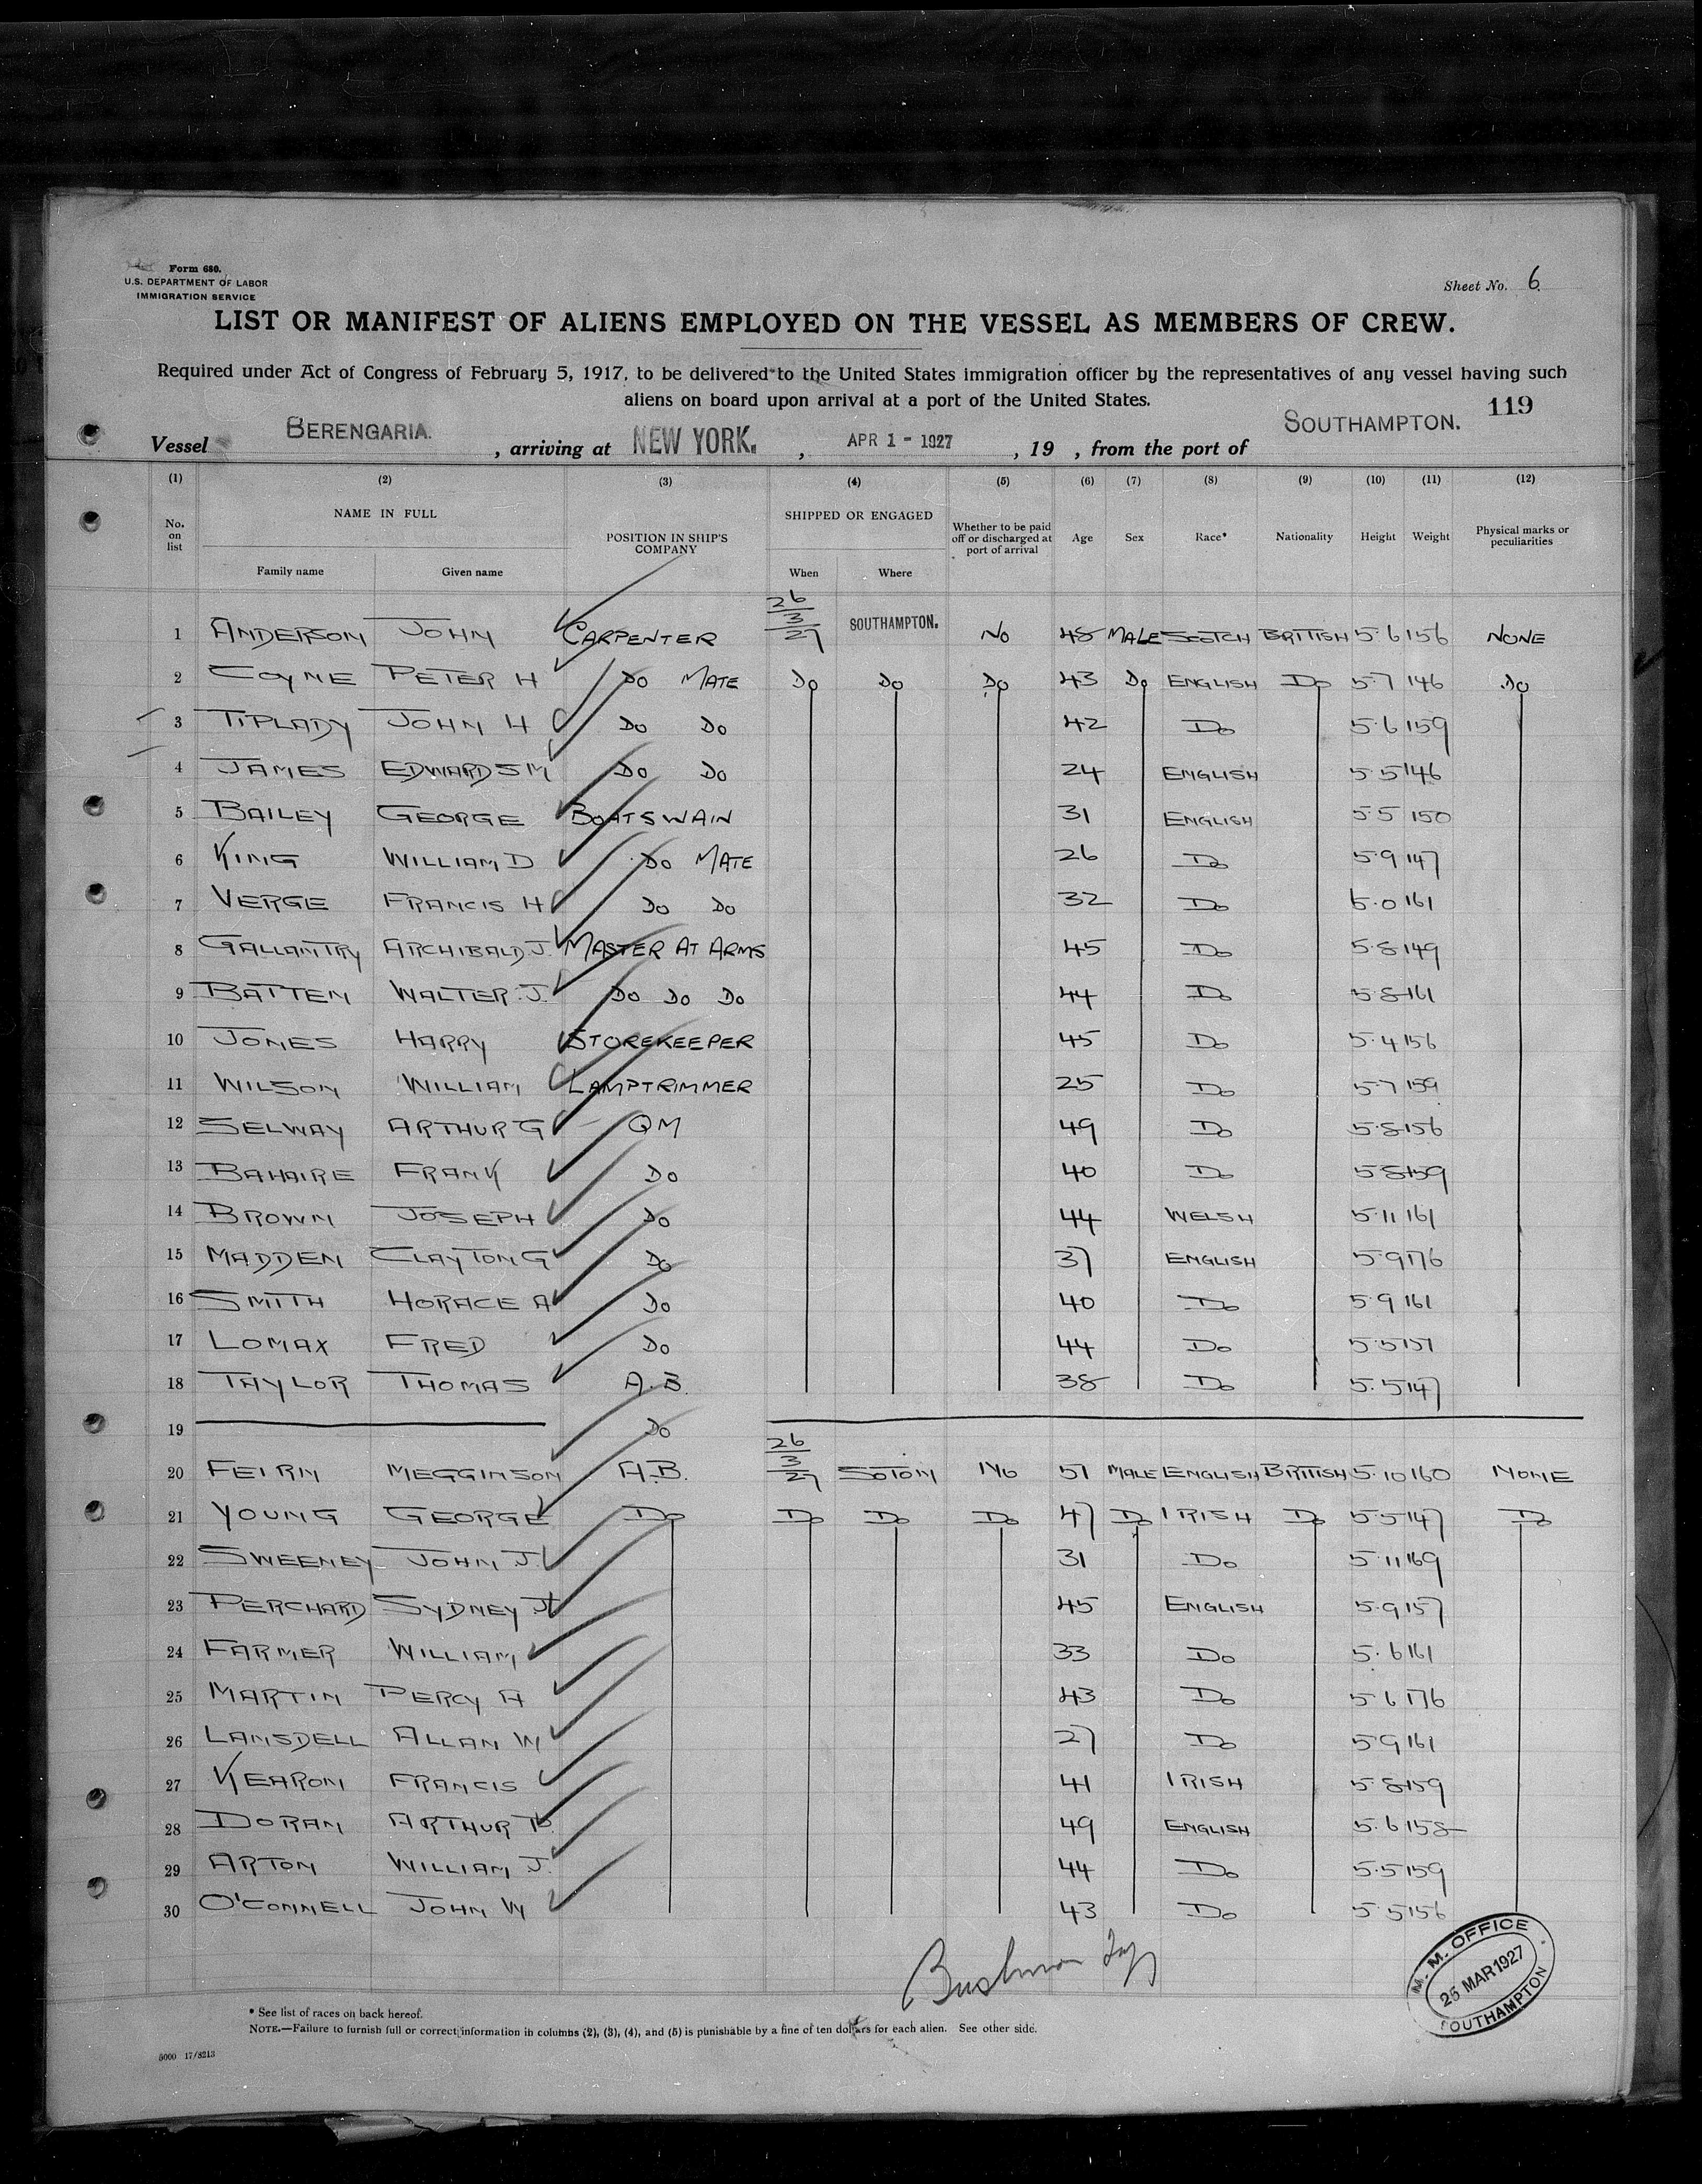 Form 680.
U.S. DEPARTMENT OF LABOR
IMMIGRATION SERVICE
Sheet No. 6
LIST OR MANIFEST OF ALIENS EMPLOYED ON THE VESSEL AS MEMBERS OF CREW.
Required under Act of Congress of February 5, 1917, to be delivered to the United States immigration officer by the representatives of any vessel having such
aliens on board upon arrival at a port of the United States.
119
Vessel BERENGARIA. , arriving at NEW YORK. , APR 1 - 1927 , 19 , from the port of SOUTHAMPTON.
(1) (2) (3) (4) (5) (6) (7) (8) (9) (10) (11) (12)
No. on list NAME IN FULL POSITION IN SHIP'S COMPANY SHIPPED OR ENGAGED Whether to be paid off or discharged at port of arrival Age Sex Race* Nationality Height Weight Physical marks or peculiarities
Family name Given name When Where
1 ANDERSON JOHN CARPENTER 26/3/27 SOUTHAMPTON. NO 48 MALE SCOTCH BRITISH 5.6 156 NONE
2 COYNE PETER H DO MATE DO DO DO 43 DO ENGLISH DO 5.7 146 DO
3 TIPLADY JOHN H DO DO 42 DO 5.6 159
4 JAMES EDWARD S M DO DO 24 ENGLISH 5.5 146
5 BAILEY GEORGE BOATSWAIN 31 ENGLISH 5.5 150
6 KING WILLIAM D DO MATE 26 DO 5.9 147
7 VERGE FRANCIS H DO DO 32 DO 6.0 161
8 GALLANTRY ARCHIBALD J. MASTER AT ARMS 45 DO 5.8 149
9 BATTEN WALTER. J. DO DO DO 44 DO 5.8 161
10 JONES HARRY STOREKEEPER 45 DO 5.4 156
11 WILSON WILLIAM LAMPTRIMMER 25 DO 5.7 159
12 SELWAY ARTHUR G QM 49 DO 5.8 156
13 BAHAIRE FRANK DO 40 DO 5.8 159
14 BROWN JOSEPH DO 44 WELSH 5.11 161
15 MADDEN CLAYTON G DO 37 ENGLISH 5.9 176
16 SMITH HORACE A DO 40 DO 5.9 161
17 LOMAX FRED DO 44 DO 5.5 151
18 TAYLOR THOMAS A.B. 38 DO 5.5 147
19 DO
20 FEIRN MEGGINSON A.B. 26/3/27 SOTON NO 51 MALE ENGLISH BRITISH 5.10 160 NONE
21 YOUNG GEORGE DO DO DO DO 47 DO IRISH DO 5.5 147 DO
22 SWEENEY JOHN J. 31 DO 5.11 169
23 PERCHARD SYDNEY J 45 ENGLISH 5.9 157
24 FARMER WILLIAM 33 DO 5.6 161
25 MARTIN PERCY A 43 DO 5.6 176
26 LANSDELL ALLAN W 27 DO 5.9 161
27 KEARON FRANCIS 41 IRISH 5.8 159
28 DORAN ARTHUR 49 ENGLISH 5.6 158
29 ARTON WILLIAM J. 44 DO 5.5 159
30 O'CONNELL JOHN W 43 DO 5.5 156
M. M. OFFICE
25 MAR 1927
SOUTHAMPTON
* See list of races on back hereof.
NOTE.—Failure to furnish full or correct information in columns (2), (3), (4), and (5) is punishable by a fine of ten dollars for each alien. See other side.
5000 17/8213